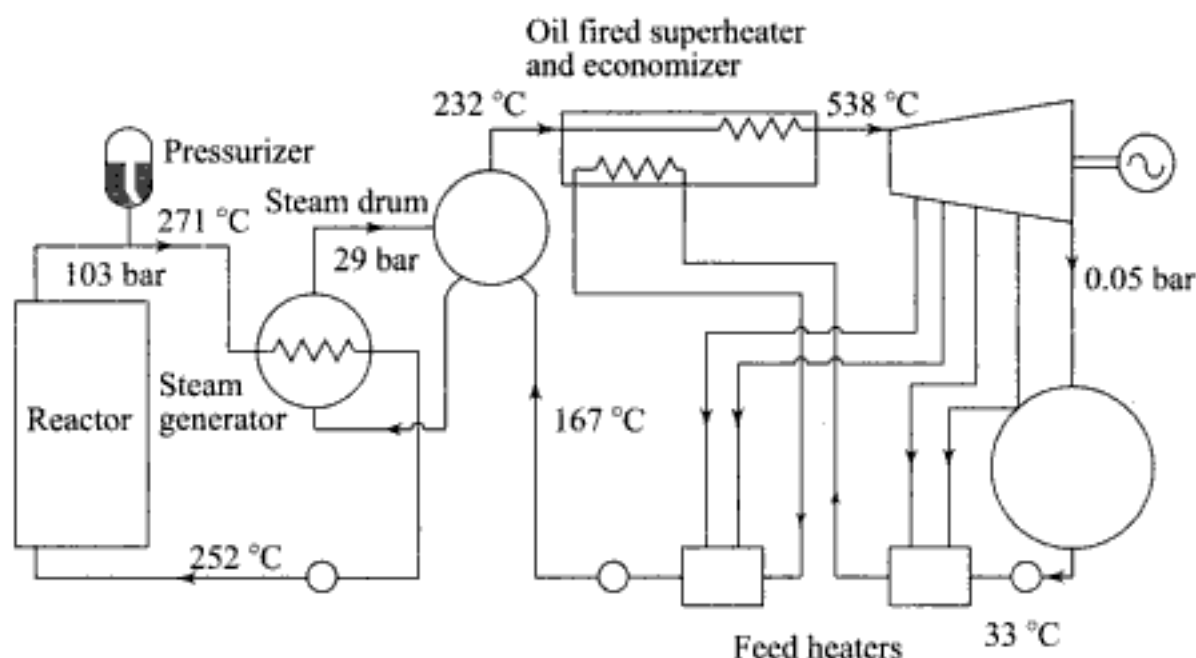 Oil fired superheater
and economizer
232 °C
538 °C
Pressurizer
271 °C
Steam drum
103 bar
29 bar
0.05 bar
Steam
generator
Reactor
167 °C
252 °C
33 °C
Feed heaters